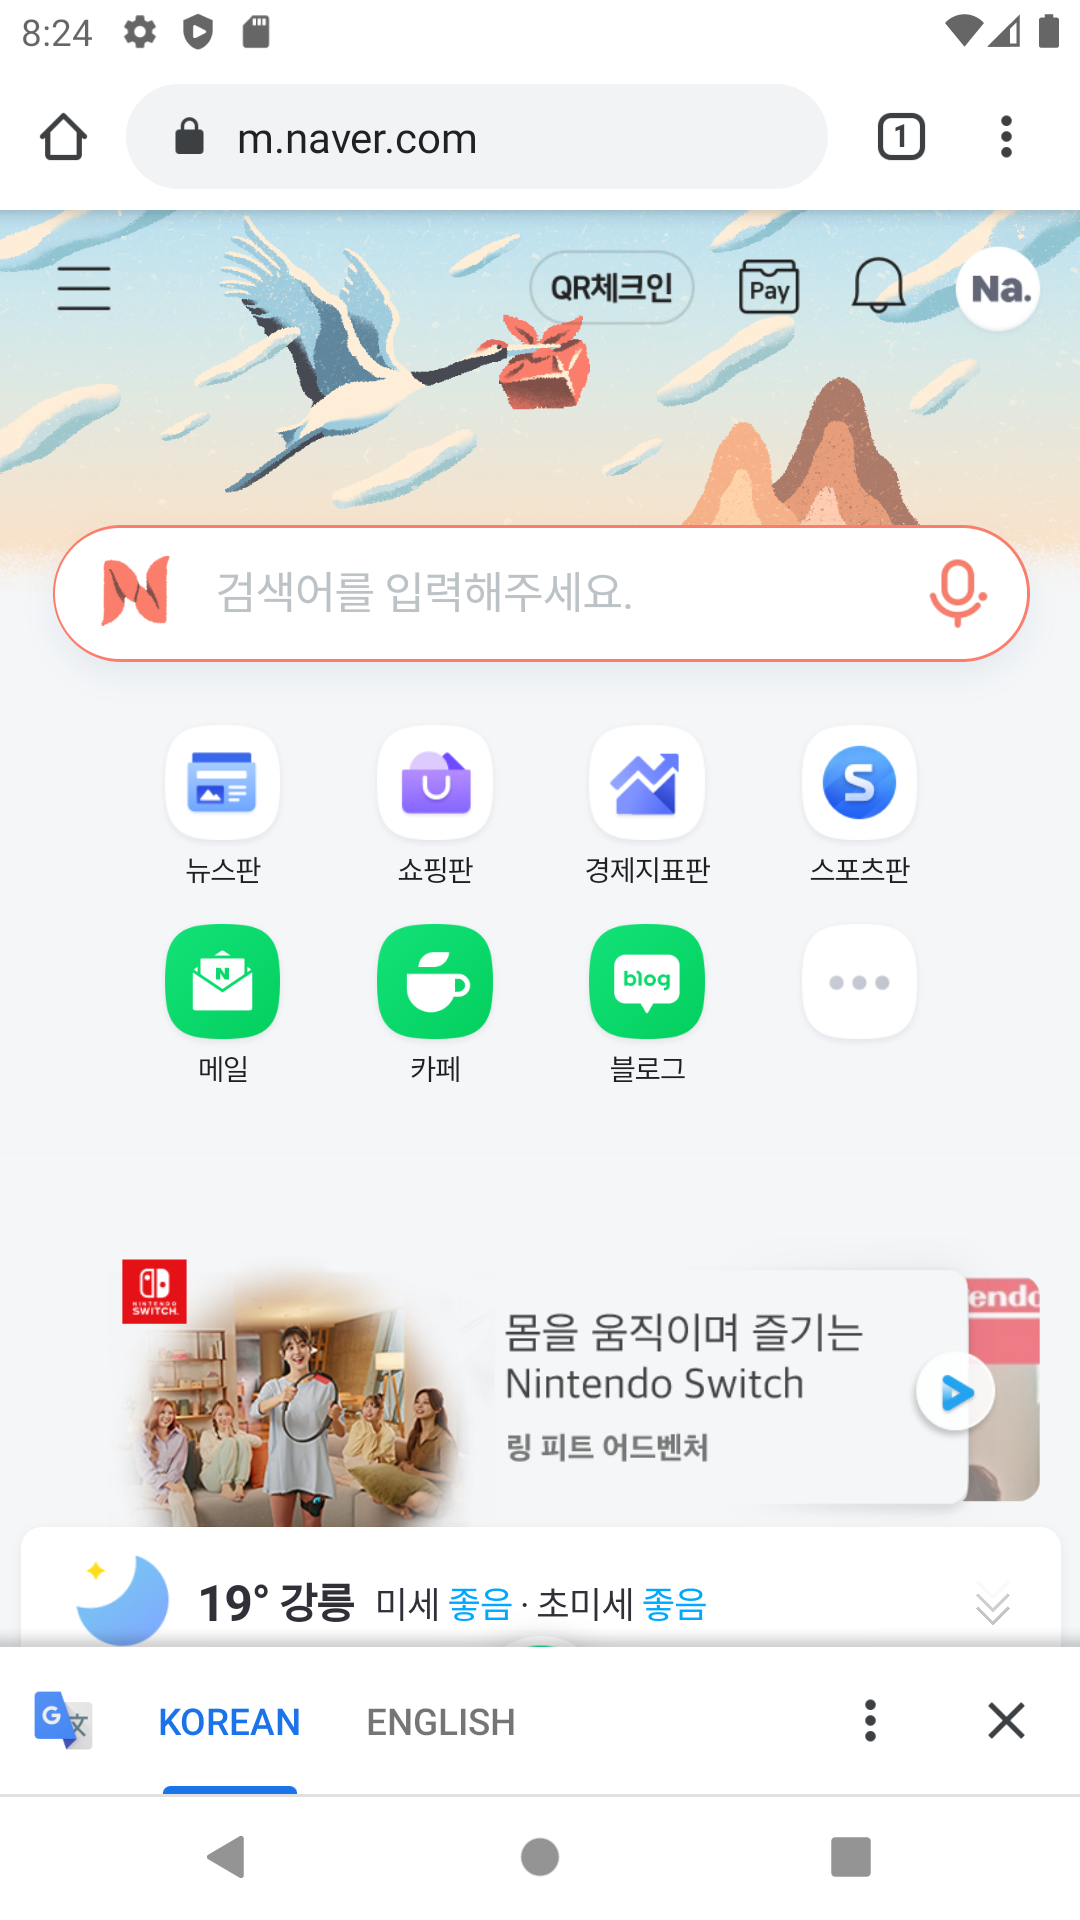 8:24
m.naver.com
1
QR체크인
Pay
Na.
검색어를 입력해주세요.
S
뉴스판
쇼핑판
경제지표판
스포츠판
N
blog
메일
카페
블로그
NINTENDO
SWITCH.
endo
몸을 움직이며 즐기는
Nintendo Switch
링 피트 어드벤처
19° 강릉 미세 좋음 · 초미세 좋음
G 文
KOREAN
ENGLISH